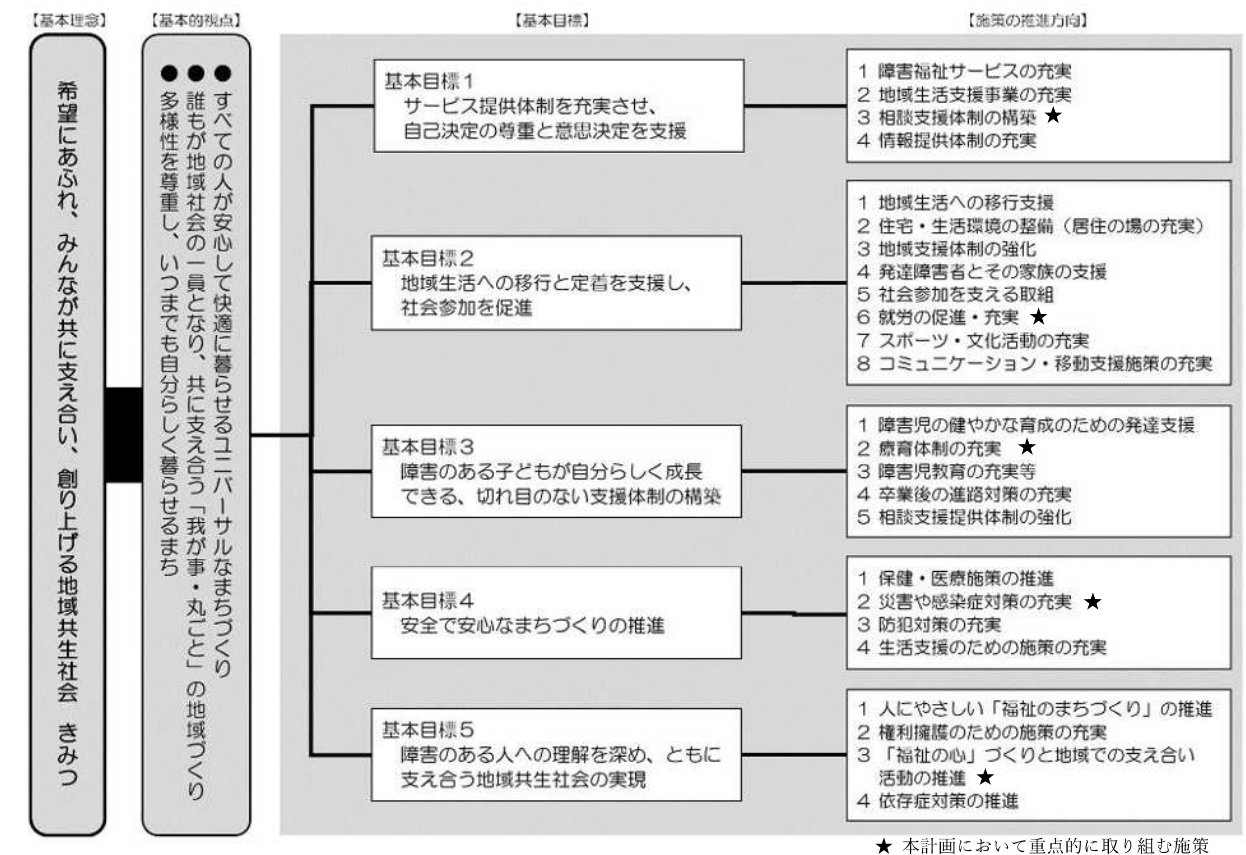 【基本理念】
希望にあふれ、みんなが共に支え合い、創り上げる地域共生社会　きみつ
【基本的視点】
●すべての人が安心して快適に暮らせるユニバーサルなまちづくり
●誰もが地域社会の一員となり、共に支え合う「我が事・丸ごと」の地域づくり
●多様性を尊重し、いつまでも自分らしく暮らせるまち
【基本目標】
【施策の推進方向】
基本目標１
サービス提供体制を充実させ、
自己決定の尊重と意思決定を支援
１ 障害福祉サービスの充実
２ 地域生活支援事業の充実
３ 相談支援体制の構築 ★
４ 情報提供体制の充実
基本目標２
地域生活への移行と定着を支援し、
社会参加を促進
１ 地域生活への移行支援
２ 住宅・生活環境の整備（居住の場の充実）
３ 地域支援体制の強化
４ 発達障害者とその家族の支援
５ 社会参加を支える取組
６ 就労の促進・充実 ★
７ スポーツ・文化活動の充実
８ コミュニケーション・移動支援施策の充実
基本目標３
障害のある子どもが自分らしく成長
できる、切れ目のない支援体制の構築
１ 障害児の健やかな育成のための発達支援
２ 療育体制の充実 ★
３ 障害児教育の充実等
４ 卒業後の進路対策の充実
５ 相談支援提供体制の強化
基本目標４
安全で安心なまちづくりの推進
１ 保健・医療施策の推進
２ 災害や感染症対策の充実 ★
３ 防犯対策の充実
４ 生活支援のための施策の充実
基本目標５
障害のある人への理解を深め、ともに
支え合う地域共生社会の実現
１ 人にやさしい「福祉のまちづくり」の推進
２ 権利擁護のための施策の充実
３ 「福祉の心」づくりと地域での支え合い
活動の推進 ★
４ 依存症対策の推進
★ 本計画において重点的に取り組む施策